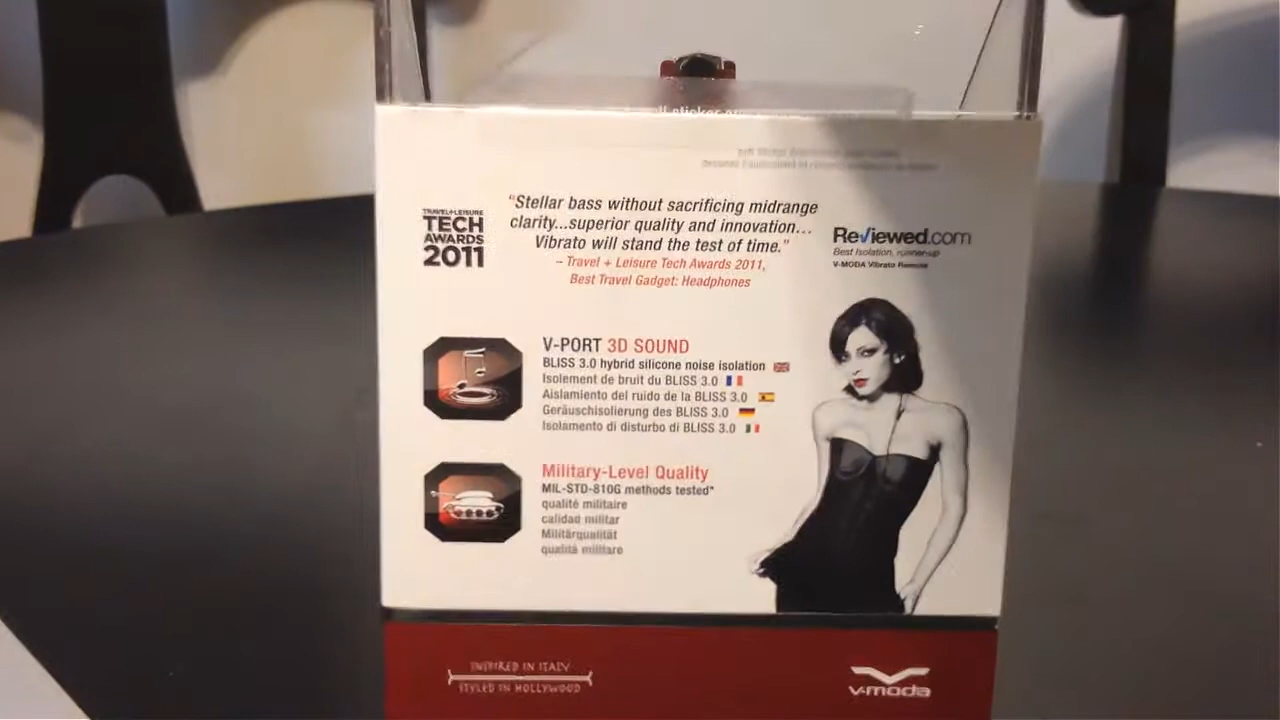 ll sticker
TRAVEL+LEISURE
TECH
AWARDS
2011
"Stellar bass without sacrificing midrange
clarity...superior quality and innovation...
Vibrato will stand the test of time."
– Travel + Leisure Tech Awards 2011,
Best Travel Gadget: Headphones
Reviewed.com
Best Isolation, runner-up
V-MODA Vibrato Remote
V-PORT 3D SOUND
BLISS 3.0 hybrid silicone noise isolation
Isolement de bruit du BLISS 3.0
Aislamiento del ruido de la BLISS 3.0
Geräuschisolierung des BLISS 3.0
Isolamento di disturbo di BLISS 3.0
Military-Level Quality
MIL-STD-810G methods tested*
qualité militaire
calidad militar
Militärqualität
qualità militare
INSPIRED IN ITALY
STYLED IN HOLLYWOOD
v-moda